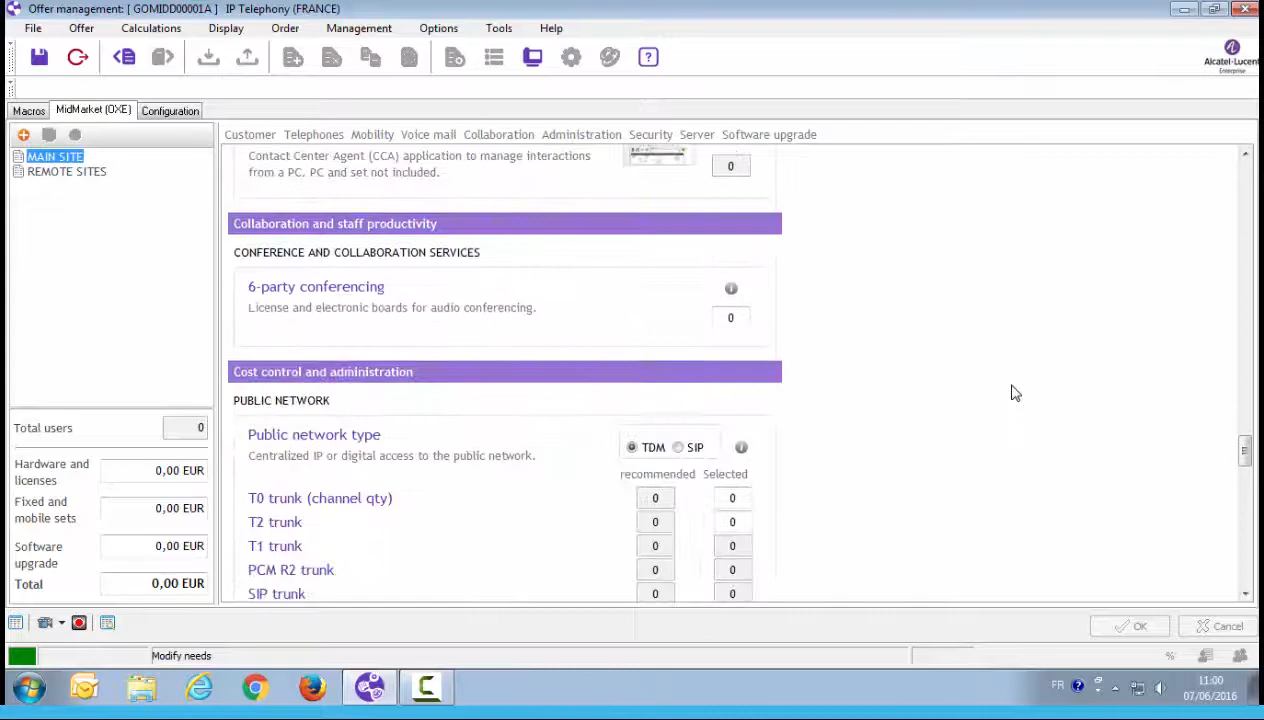 Offer management: [ GOMIDD00001A ] IP Telephony (FRANCE)
File Offer Calculations Display Order Management Options Tools Help
Alcatel-Lucent
Enterprise
Macros MidMarket (OXE) Configuration
Customer Telephones Mobility Voice mail Collaboration Administration Security Server Software upgrade
MAIN SITE
REMOTE SITES
Contact Center Agent (CCA) application to manage interactions
from a PC. PC and set not included.
0
Collaboration and staff productivity
CONFERENCE AND COLLABORATION SERVICES
6-party conferencing
License and electronic boards for audio conferencing.
0
Cost control and administration
PUBLIC NETWORK
Public network type
TDM SIP
Centralized IP or digital access to the public network.
recommended Selected
T0 trunk (channel qty) 0 0
T2 trunk 0 0
T1 trunk 0 0
PCM R2 trunk 0 0
SIP trunk 0 0
Total users 0
Hardware and
licenses 0,00 EUR
Fixed and
mobile sets 0,00 EUR
Software
upgrade 0,00 EUR
Total 0,00 EUR
OK Cancel
Modify needs
%
FR
11:00
07/06/2016